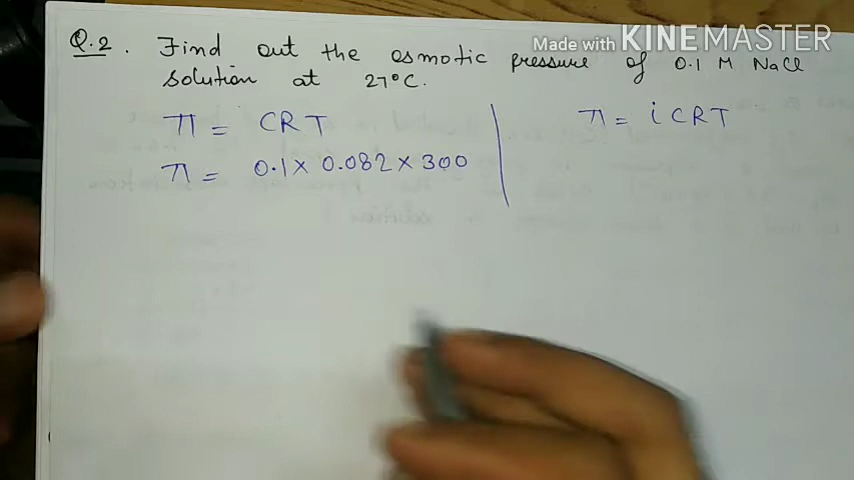 Made with KINEMASTER
Q.2. Find out the osmotic pressure of 0.1 M NaCl
solution at 27°C.
π = CRT
π = 0.1 × 0.082 × 300
π = iCRT